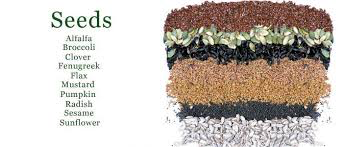 Seeds
Alfalfa
Broccoli
Clover
Fenugreek
Flax
Mustard
Pumpkin
Radish
Sesame
Sunflower